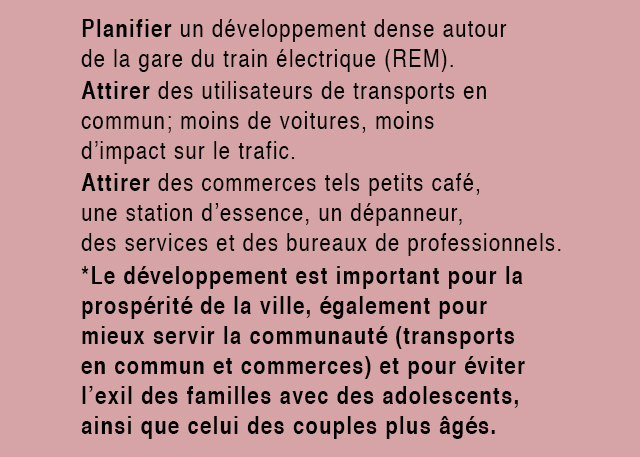 Planifier un développement dense autour
de la gare du train électrique (REM).
Attirer des utilisateurs de transports en
commun; moins de voitures, moins
d’impact sur le trafic.
Attirer des commerces tels petits café,
une station d’essence, un dépanneur,
des services et des bureaux de professionnels.
*Le développement est important pour la
prospérité de la ville, également pour
mieux servir la communauté (transports
en commun et commerces) et pour éviter
l’exil des familles avec des adolescents,
ainsi que celui des couples plus âgés.